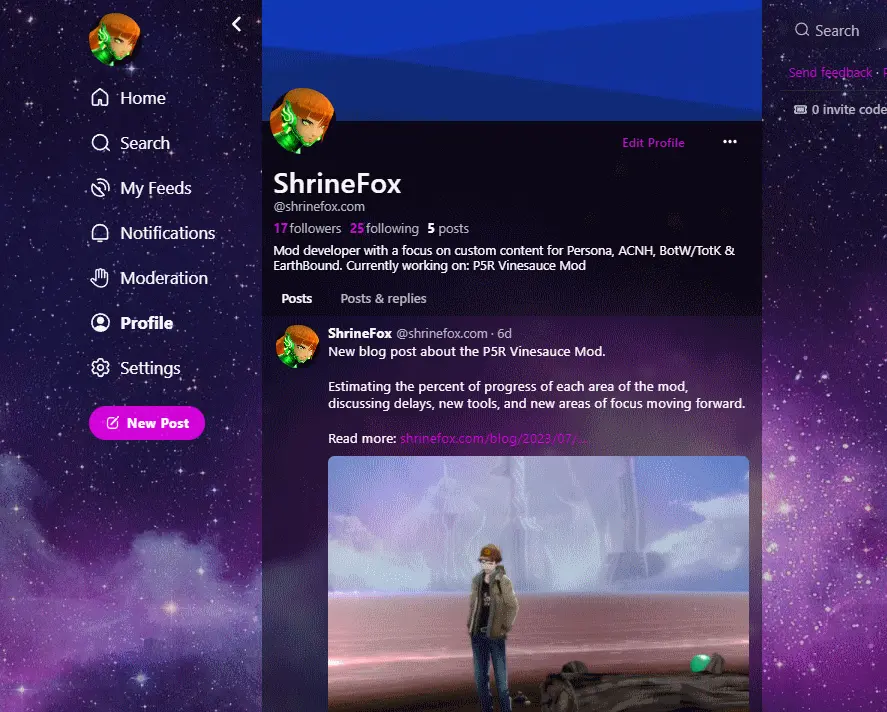 Home
Search
My Feeds
Notifications
Moderation
Profile
Settings
New Post
Edit Profile
ShrineFox
@shrinefox.com
17 followers 25 following 5 posts
Mod developer with a focus on custom content for Persona, ACNH, BotW/TotK &
EarthBound. Currently working on: P5R Vinesauce Mod
Posts Posts & replies
ShrineFox @shrinefox.com · 6d
New blog post about the P5R Vinesauce Mod.
Estimating the percent of progress of each area of the mod,
discussing delays, new tools, and new areas of focus moving forward.
Read more: shrinefox.com/blog/2023/07/...
Search
Send feedback ·
0 invite code